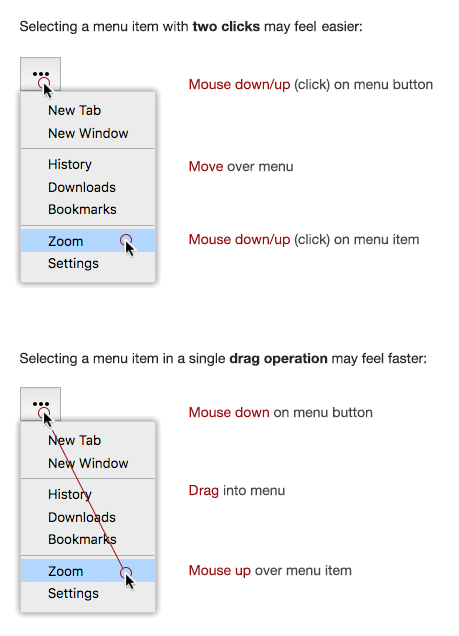 Selecting a menu item with two clicks may feel easier:
•••
Mouse down/up (click) on menu button
New Tab
New Window
Move over menu
History
Downloads
Bookmarks
Mouse down/up (click) on menu item
Zoom
Settings
Selecting a menu item in a single drag operation may feel faster:
•••
Mouse down on menu button
New Tab
New Window
Drag into menu
History
Downloads
Bookmarks
Mouse up over menu item
Zoom
Settings